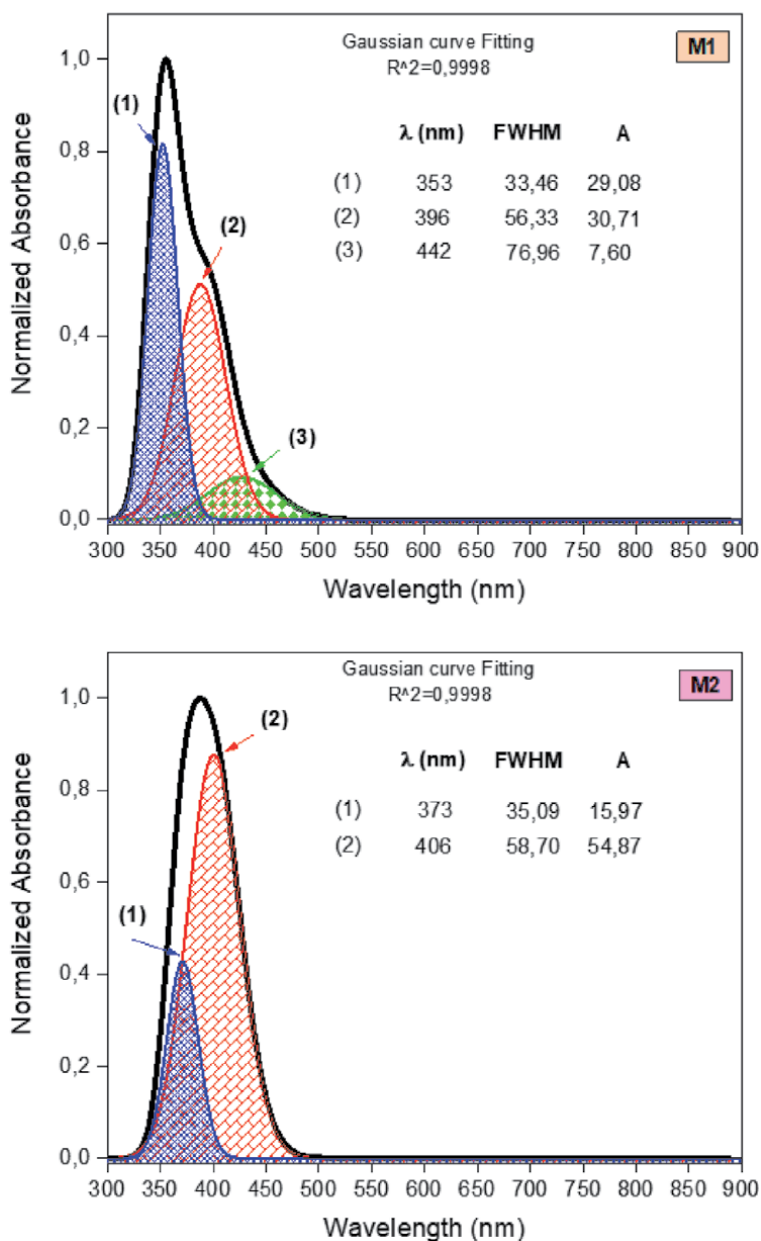 Gaussian curve Fitting
R^2=0,9998
M1
λ (nm) FWHM A
(1) 353 33,46 29,08
(2) 396 56,33 30,71
(3) 442 76,96 7,60
(1)
(2)
(3)
1,0
0,8
0,6
0,4
0,2
0,0
Normalized Absorbance
300 350 400 450 500 550 600 650 700 750 800 850 900
Wavelength (nm)
Gaussian curve Fitting
R^2=0,9998
M2
λ (nm) FWHM A
(1) 373 35,09 15,97
(2) 406 58,70 54,87
(2)
(1)
1,0
0,8
0,6
0,4
0,2
0,0
Normalized Absorbance
300 350 400 450 500 550 600 650 700 750 800 850 900
Wavelength (nm)